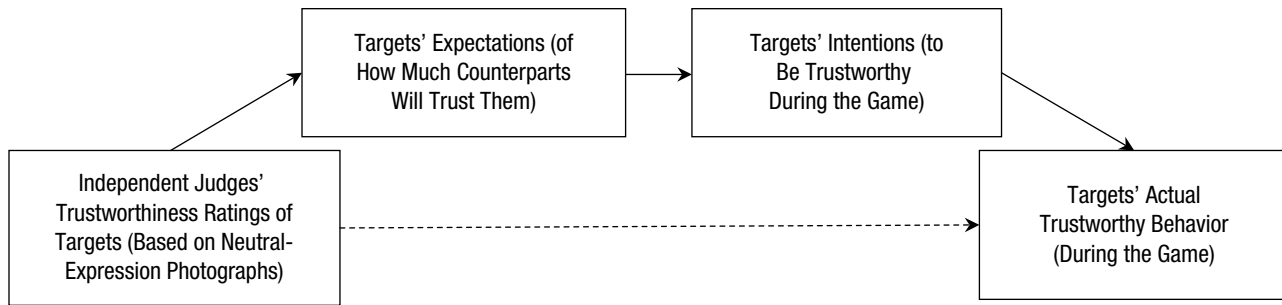 Targets’ Expectations (of
How Much Counterparts
Will Trust Them)
Targets’ Intentions (to
Be Trustworthy
During the Game)
Independent Judges’
Trustworthiness Ratings of
Targets (Based on Neutral-
Expression Photographs)
Targets’ Actual
Trustworthy Behavior
(During the Game)